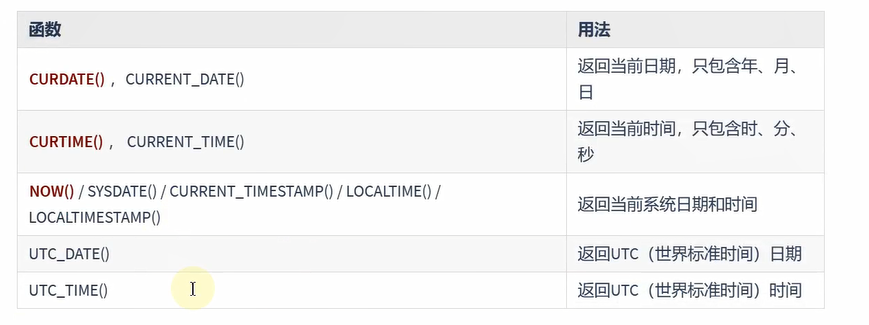 函数 用法
CURDATE() ，CURRENT_DATE() 返回当前日期，只包含年、月、
日
CURTIME() ， CURRENT_TIME() 返回当前时间，只包含时、分、
秒
NOW() / SYSDATE() / CURRENT_TIMESTAMP() / LOCALTIME() /
LOCALTIMESTAMP()
返回当前系统日期和时间
UTC_DATE() 返回UTC（世界标准时间）日期
UTC_TIME() 返回UTC（世界标准时间）时间